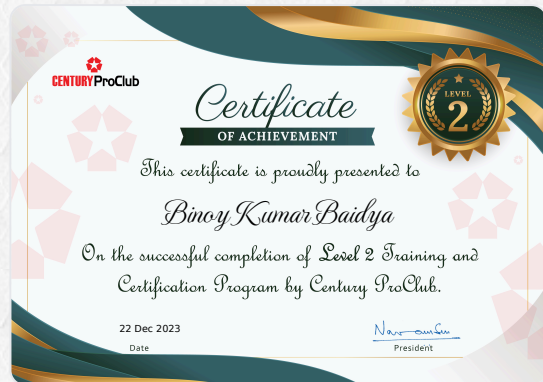 CENTURY ProClub
LEVEL
2
Certificate
OF ACHIEVEMENT
This certificate is proudly presented to
Binoy Kumar Baidya
On the successful completion of Level 2 Training and
Certification Program by Century ProClub.
22 Dec 2023
Date
President